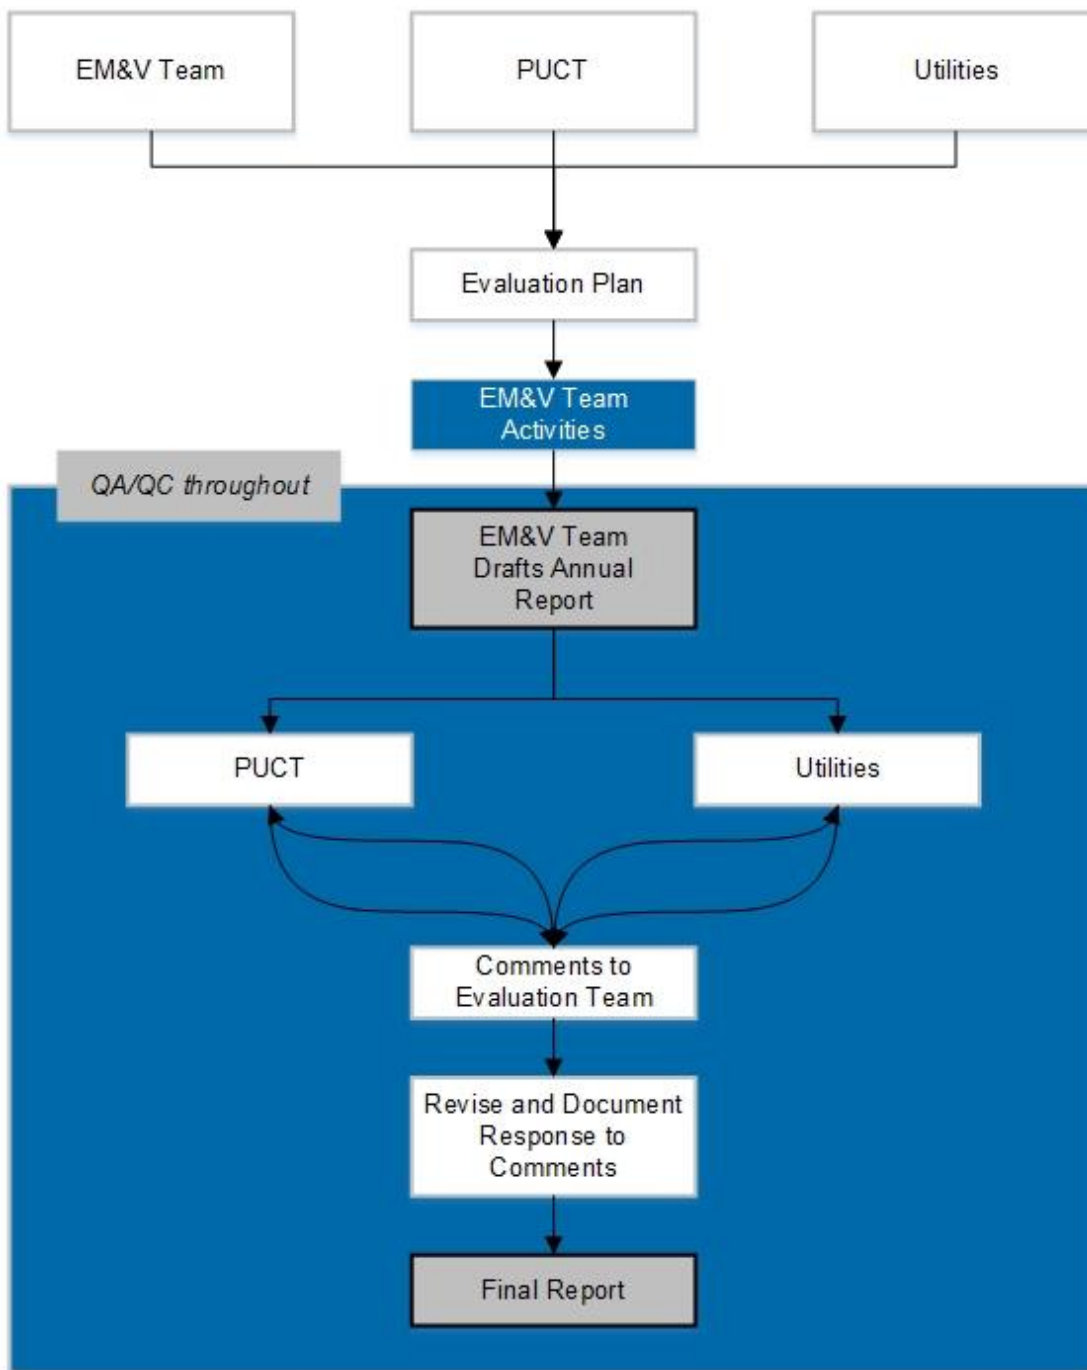 EM&V Team
PUCT
Utilities
Evaluation Plan
EM&V Team
Activities
QA/QC throughout
EM&V Team
Drafts Annual
Report
PUCT
Utilities
Comments to
Evaluation Team
Revise and Document
Response to
Comments
Final Report